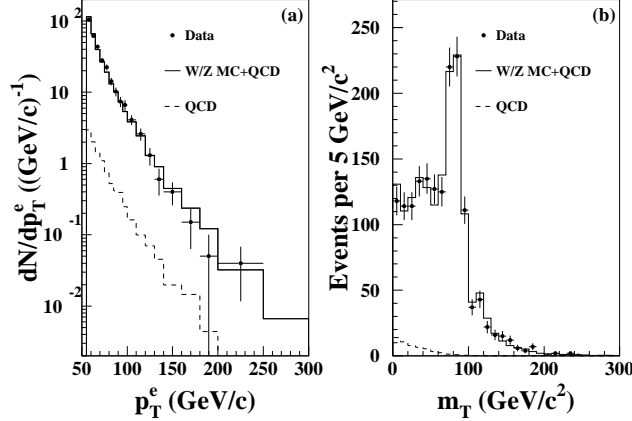 (a)
Data
W/Z MC+QCD
QCD
dN/dp_T^e ((GeV/c)^-1)
10^2
10
1
10^-1
10^-2
50 100 150 200 250 300
p_T^e (GeV/c)
(b)
Data
W/Z MC+QCD
QCD
Events per 5 GeV/c^2
250
200
150
100
50
0
0 100 200 300
m_T (GeV/c^2)